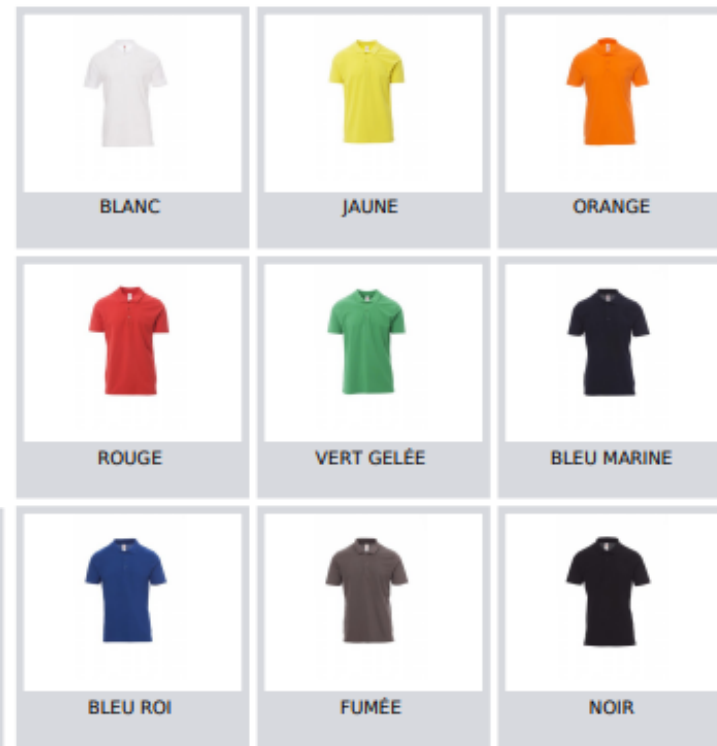 BLANC
JAUNE
ORANGE
ROUGE
VERT GELÉE
BLEU MARINE
BLEU ROI
FUMÉE
NOIR